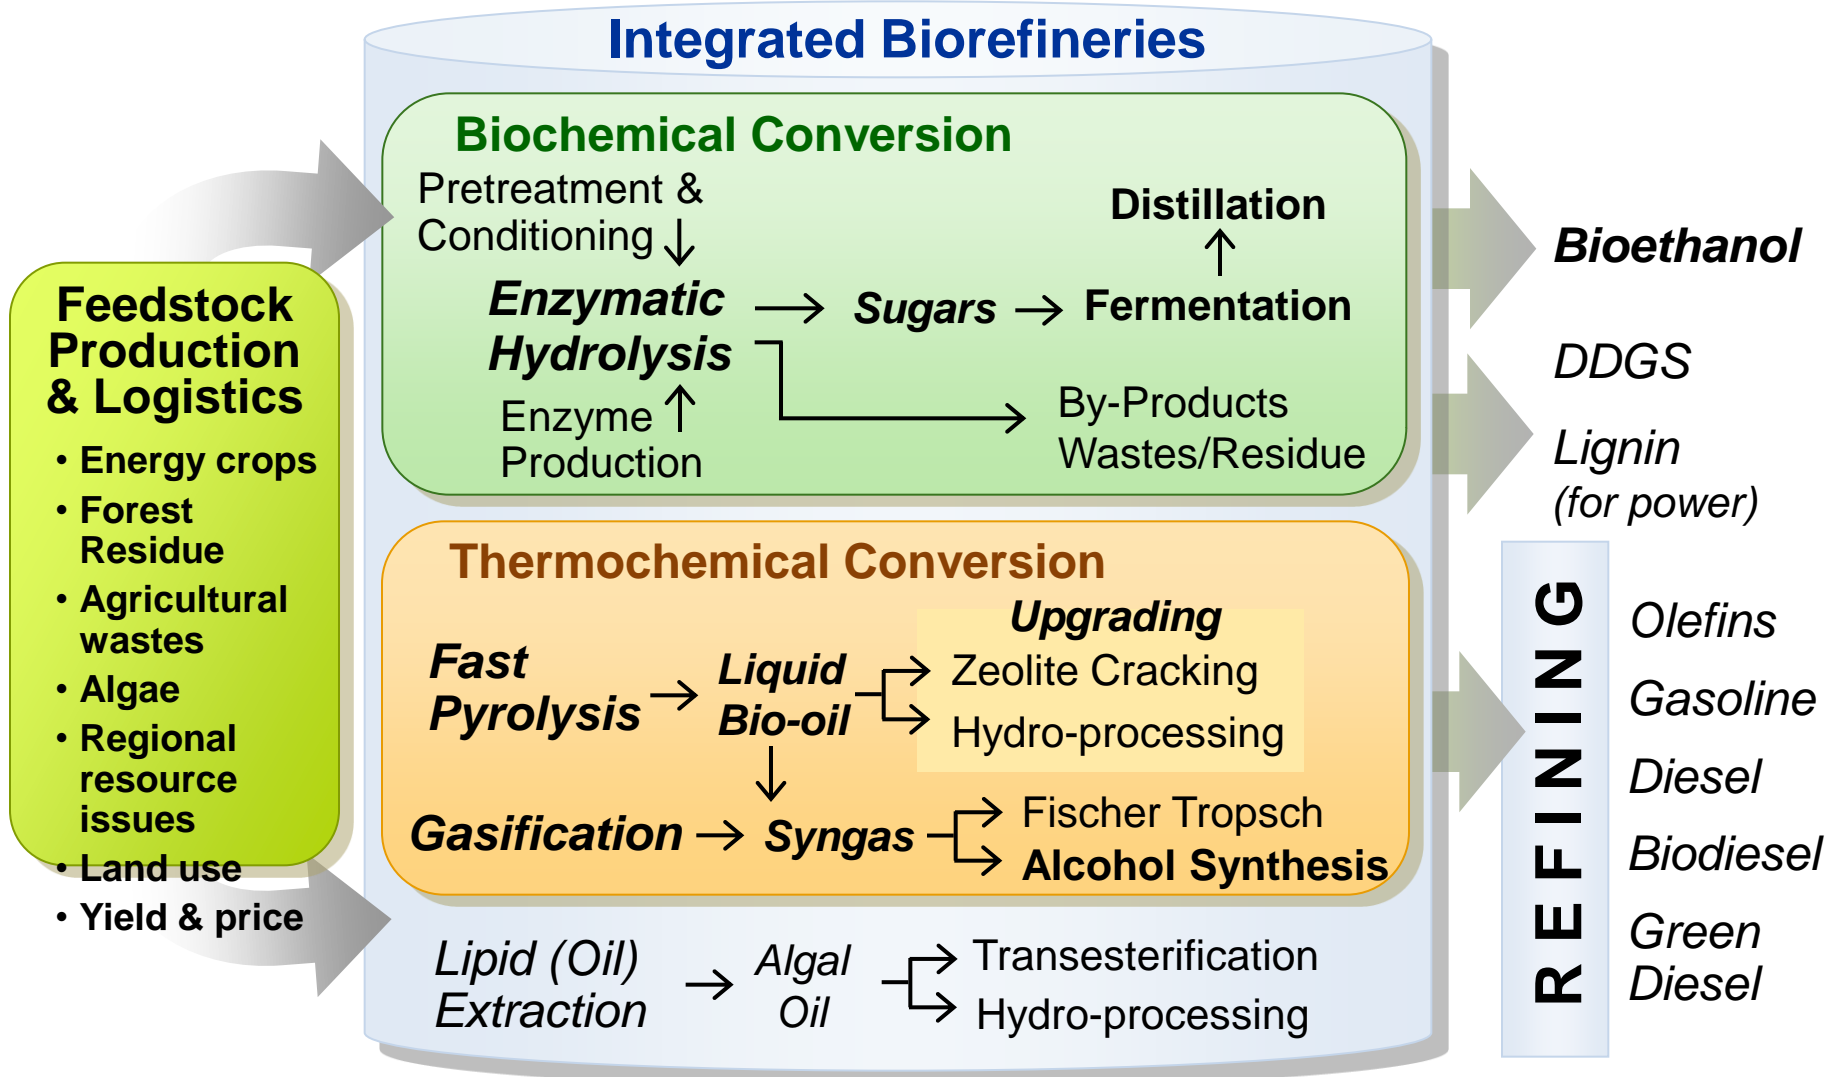 Integrated Biorefineries
Feedstock
Production
& Logistics
• Energy crops
• Forest
Residue
• Agricultural
wastes
• Algae
• Regional
resource
issues
• Land use
• Yield & price
Biochemical Conversion
Pretreatment &
Conditioning
Enzymatic
Hydrolysis
Enzyme
Production
Sugars
Distillation
Fermentation
By-Products
Wastes/Residue
Thermochemical Conversion
Fast
Pyrolysis
Liquid
Bio-oil
Upgrading
Zeolite Cracking
Hydro-processing
Gasification
Syngas
Fischer Tropsch
Alcohol Synthesis
Lipid (Oil)
Extraction
Algal
Oil
Transesterification
Hydro-processing
Bioethanol
DDGS
Lignin
(for power)
REFINING
Olefins
Gasoline
Diesel
Biodiesel
Green
Diesel